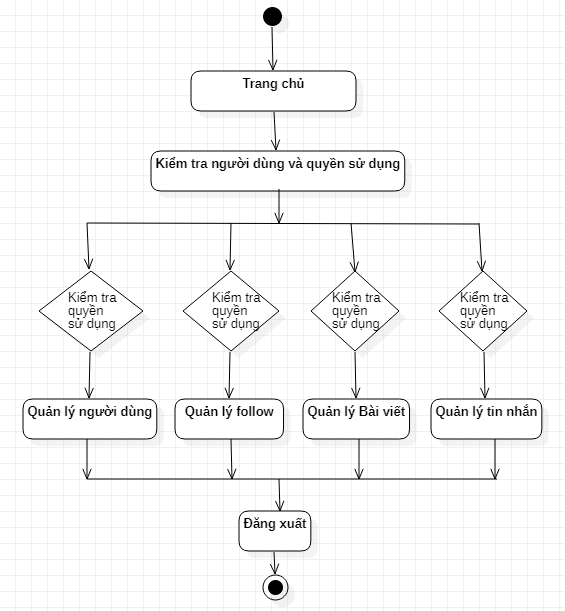 Trang chủ
Kiểm tra người dùng và quyền sử dụng
Kiểm tra
quyền
sử dụng
Kiểm tra
quyền
sử dụng
Kiểm tra
quyền
sử dụng
Kiểm tra
quyền
sử dụng
Quản lý người dùng
Quản lý follow
Quản lý Bài viết
Quản lý tin nhắn
Đăng xuất